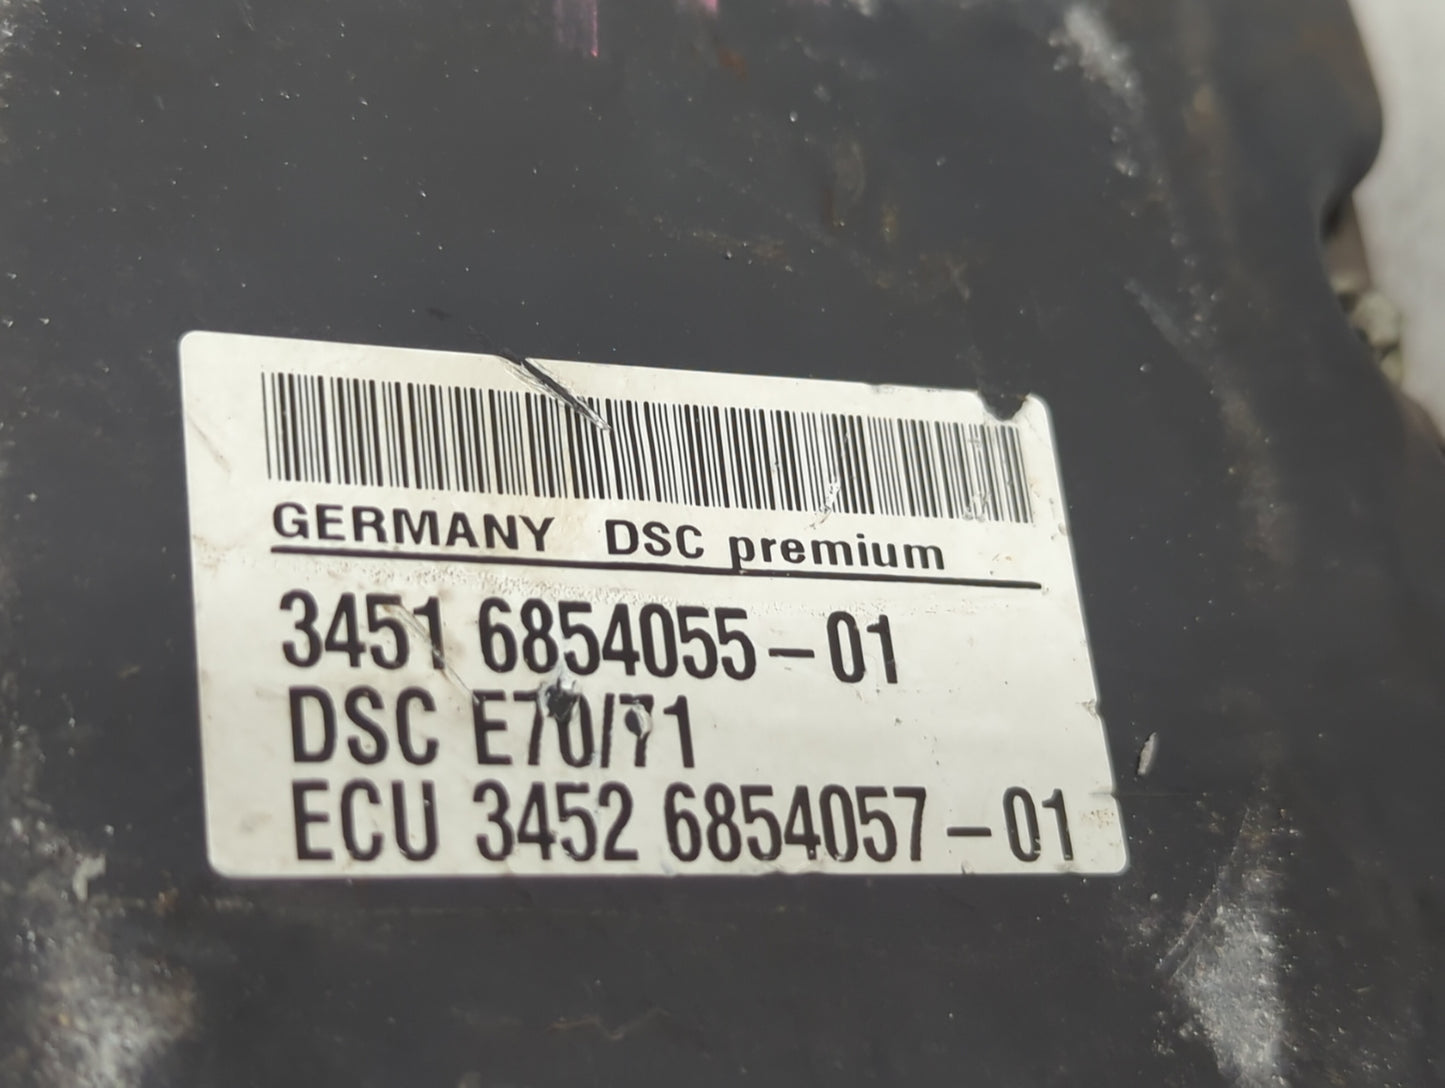 GERMANY DSC premium
3451 6854055-01
DSC E70/71
ECU 3452 6854057-01